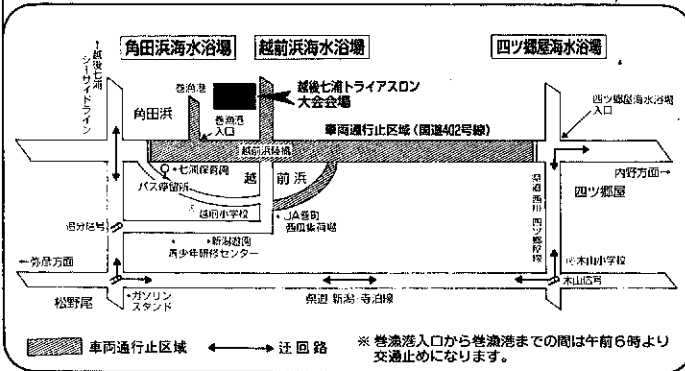 角田浜海水浴場
越前浜海水浴場
四ツ郷屋海水浴場
←越後七浦
シーサイドライン
巻漁港
越後七浦トライアスロン
大会会場
角田浜
巻漁港
入口
車両通行止区域(国道402号線)
四ツ郷屋海水浴場
入口
越前浜陸橋
七浦保育園
バス停留所
越前浜
内野方面→
四ツ郷屋
越前小学校
JA巻町
西瓜集荷場
県道 西川 四ツ郷屋線
追分信号
新潟遊園
青少年研修センター
←弥彦方面
木山小学校
木山信号
松野尾
ガソリン
スタンド
県道 新潟・寺泊線
車両通行止区域
迂回路
※巻漁港入口から巻漁港までの間は午前6時より
交通止めになります。